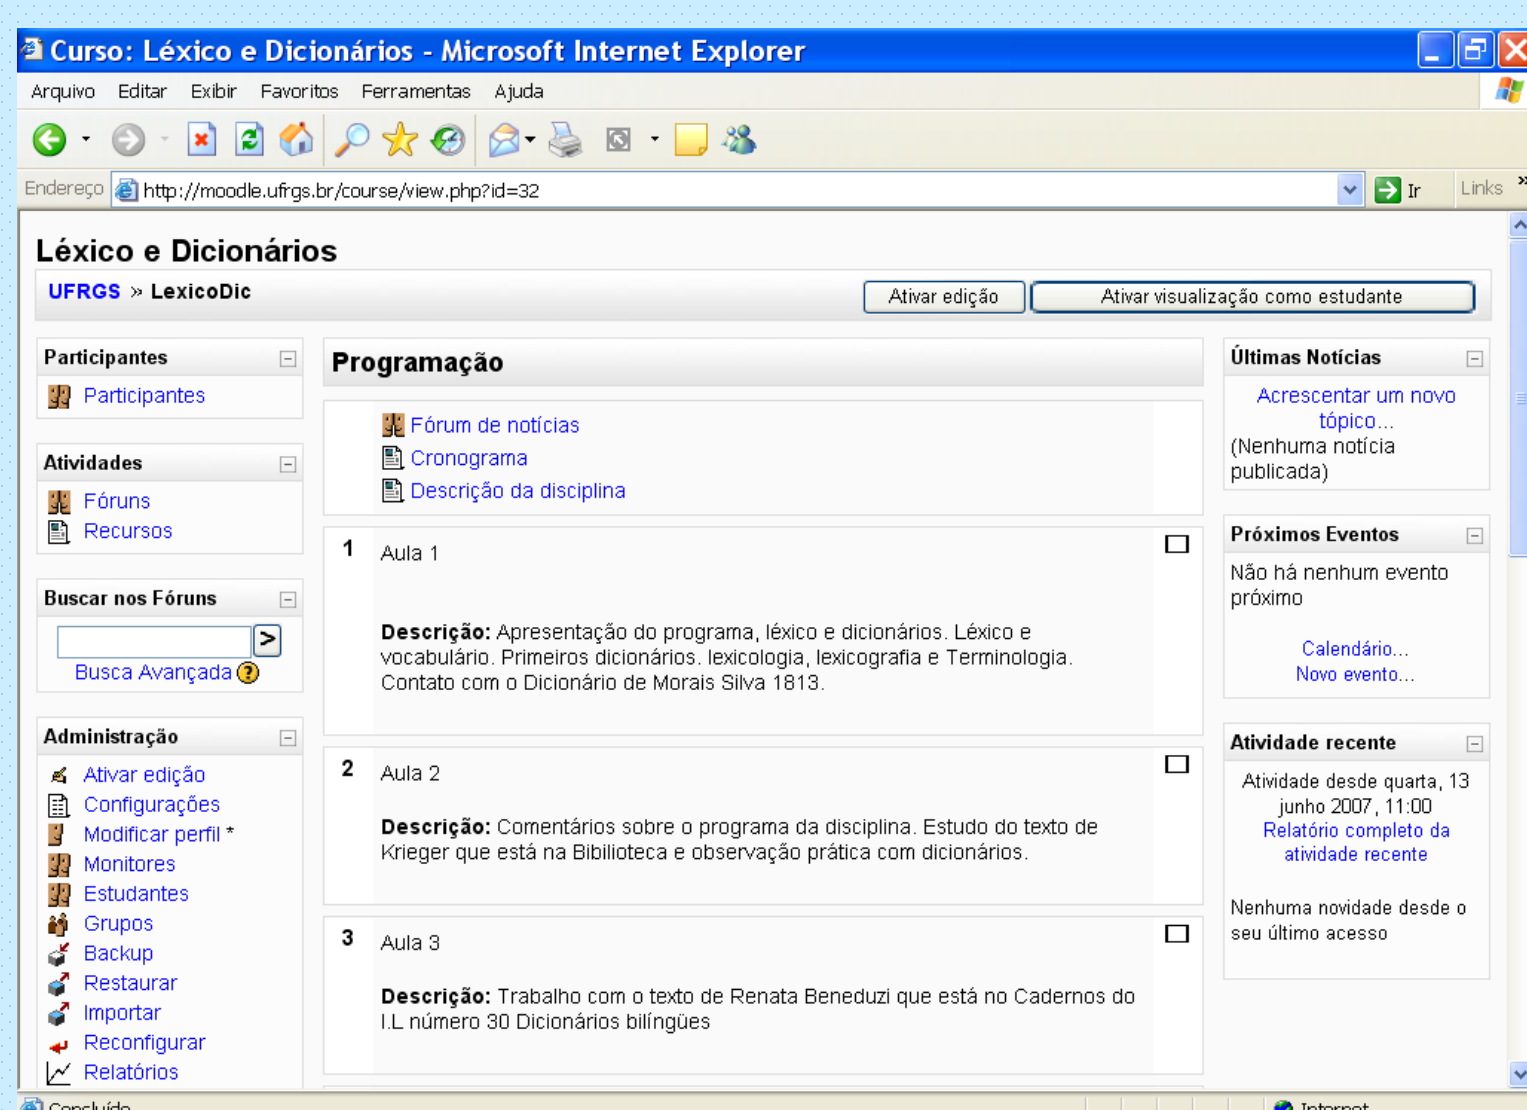 Curso: Léxico e Dicionários - Microsoft Internet Explorer
Arquivo Editar Exibir Favoritos Ferramentas Ajuda
Endereço http://moodle.ufrgs.br/course/view.php?id=32 Ir Links »
Léxico e Dicionários
UFRGS » LexicoDic
Ativar edição
Ativar visualização como estudante
Participantes
Participantes
Atividades
Fóruns
Recursos
Buscar nos Fóruns
>
Busca Avançada ?
Administração
Ativar edição
Configurações
Modificar perfil *
Monitores
Estudantes
Grupos
Backup
Restaurar
Importar
Reconfigurar
Relatórios
Programação
Fórum de notícias
Cronograma
Descrição da disciplina
1 Aula 1
Descrição: Apresentação do programa, léxico e dicionários. Léxico e
vocabulário. Primeiros dicionários. lexicologia, lexicografia e Terminologia.
Contato com o Dicionário de Morais Silva 1813.
2 Aula 2
Descrição: Comentários sobre o programa da disciplina. Estudo do texto de
Krieger que está na Bibilioteca e observação prática com dicionários.
3 Aula 3
Descrição: Trabalho com o texto de Renata Beneduzi que está no Cadernos do
I.L número 30 Dicionários bilíngües
Últimas Notícias
Acrescentar um novo
tópico...
(Nenhuma notícia
publicada)
Próximos Eventos
Não há nenhum evento
próximo
Calendário...
Novo evento...
Atividade recente
Atividade desde quarta, 13
junho 2007, 11:00
Relatório completo da
atividade recente
Nenhuma novidade desde o
seu último acesso
Concluído
Internet